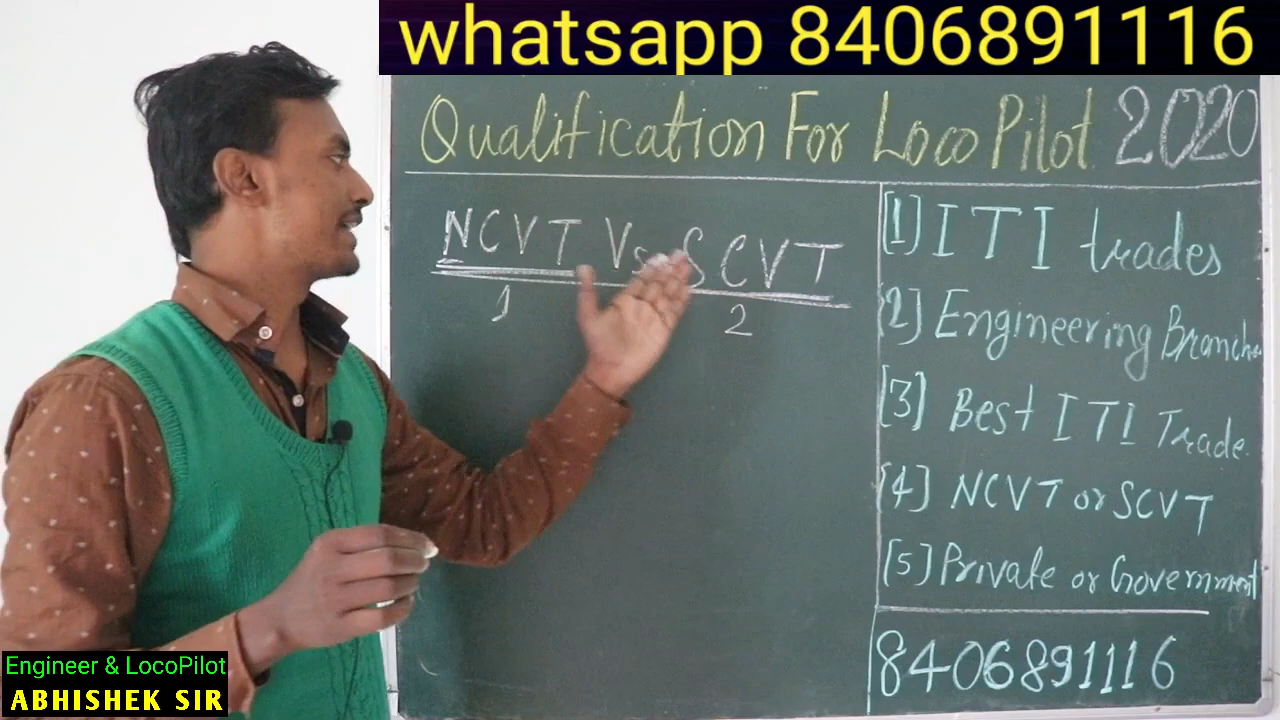 whatsapp 8406891116
Qualification For Loco Pilot 2020
NCVT Vs SCVT
1 2
[1] ITI trades
[2] Engineering Branche
[3] Best ITI Trade.
[4] NCVT or SCVT
[5] Private or Government
8406891116
Engineer & LocoPilot
ABHISHEK SIR